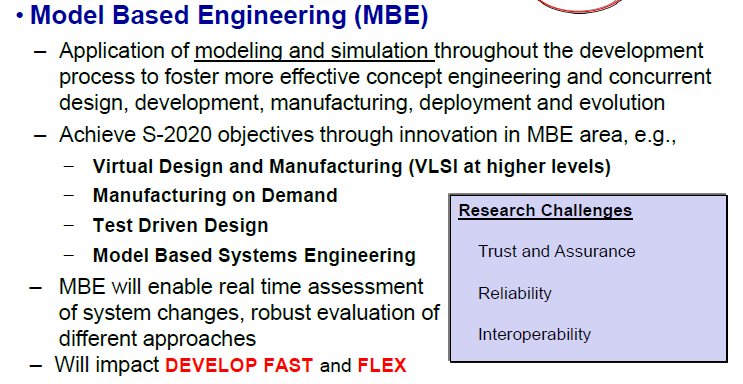 • Model Based Engineering (MBE)
– Application of modeling and simulation throughout the development
process to foster more effective concept engineering and concurrent
design, development, manufacturing, deployment and evolution
– Achieve S-2020 objectives through innovation in MBE area, e.g.,
– Virtual Design and Manufacturing (VLSI at higher levels)
– Manufacturing on Demand
– Test Driven Design
– Model Based Systems Engineering
– MBE will enable real time assessment
of system changes, robust evaluation of
different approaches
– Will impact DEVELOP FAST and FLEX
Research Challenges
Trust and Assurance
Reliability
Interoperability